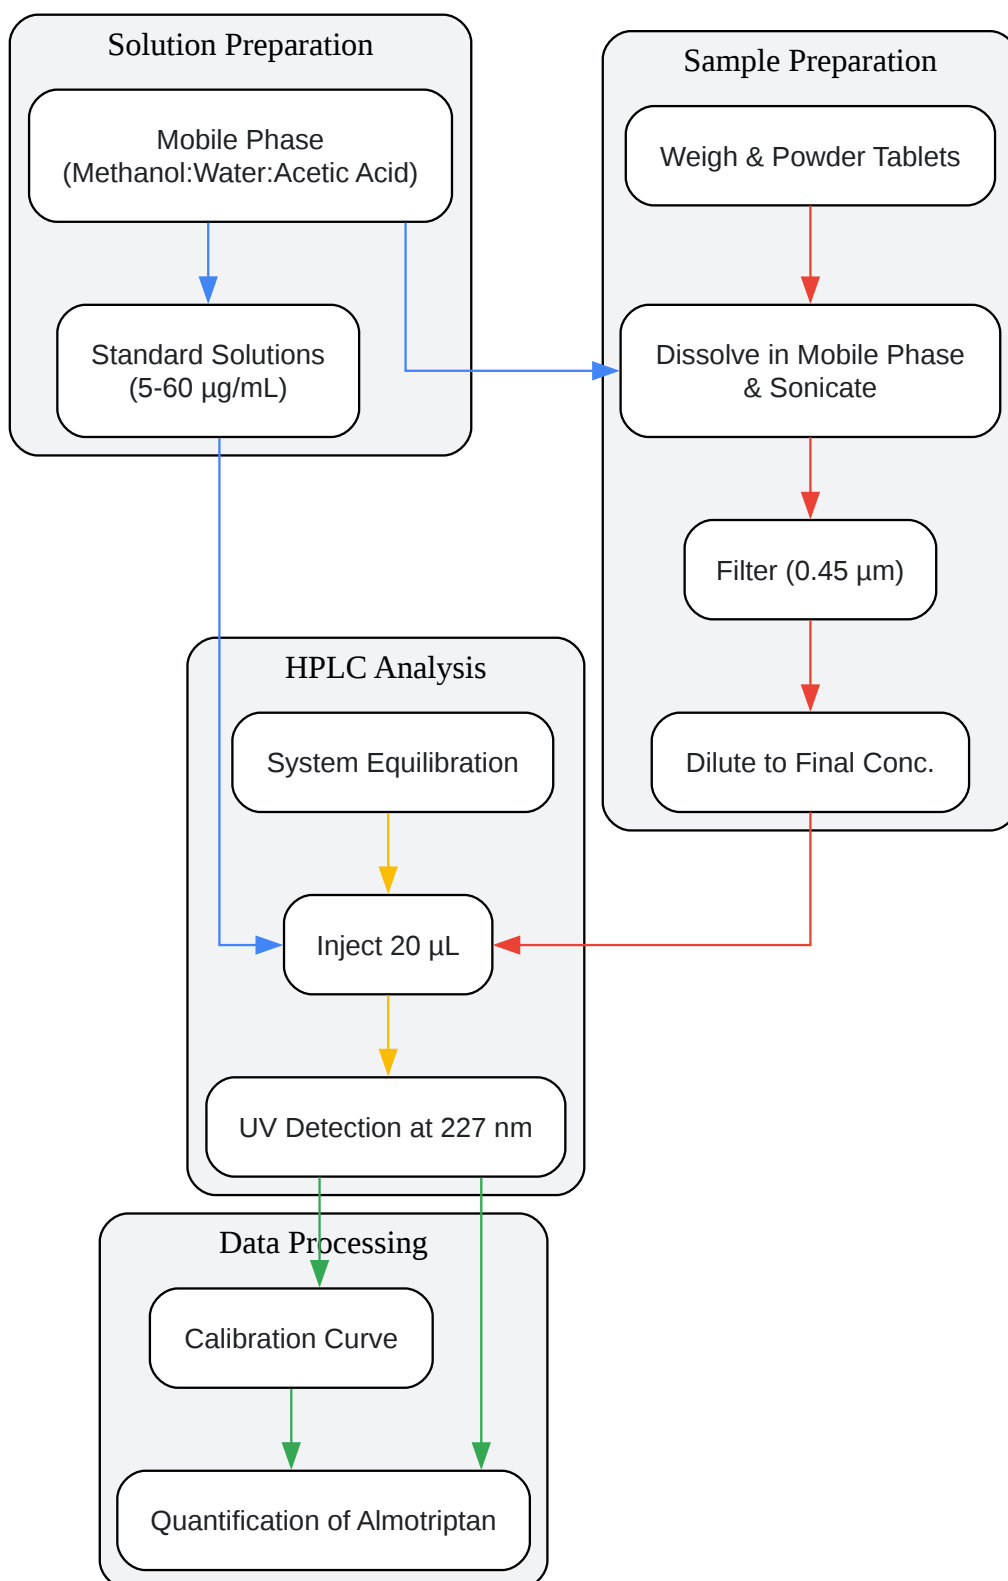 Solution Preparation
Mobile Phase
(Methanol:Water:Acetic Acid)
Standard Solutions
(5-60 µg/mL)
Sample Preparation
Weigh & Powder Tablets
Dissolve in Mobile Phase
& Sonicate
Filter (0.45 µm)
Dilute to Final Conc.
HPLC Analysis
System Equilibration
Inject 20 µL
UV Detection at 227 nm
Data Processing
Calibration Curve
Quantification of Almotriptan